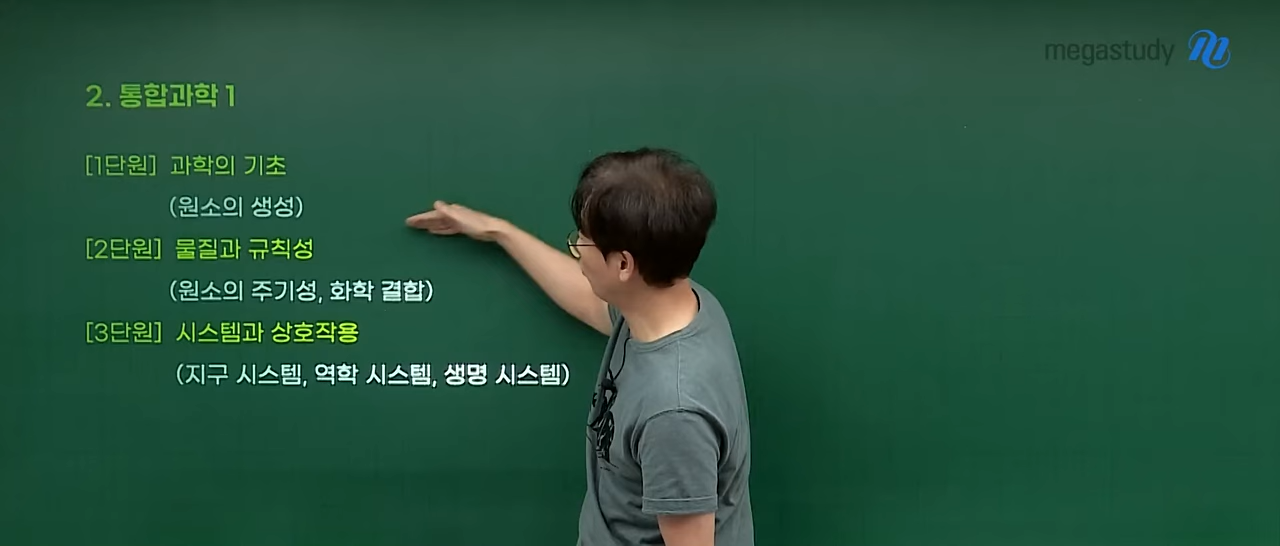 megastudy
2. 통합과학 1
[1단원] 과학의 기초
(원소의 생성)
[2단원] 물질과 규칙성
(원소의 주기성, 화학 결합)
[3단원] 시스템과 상호작용
(지구 시스템, 역학 시스템, 생명 시스템)